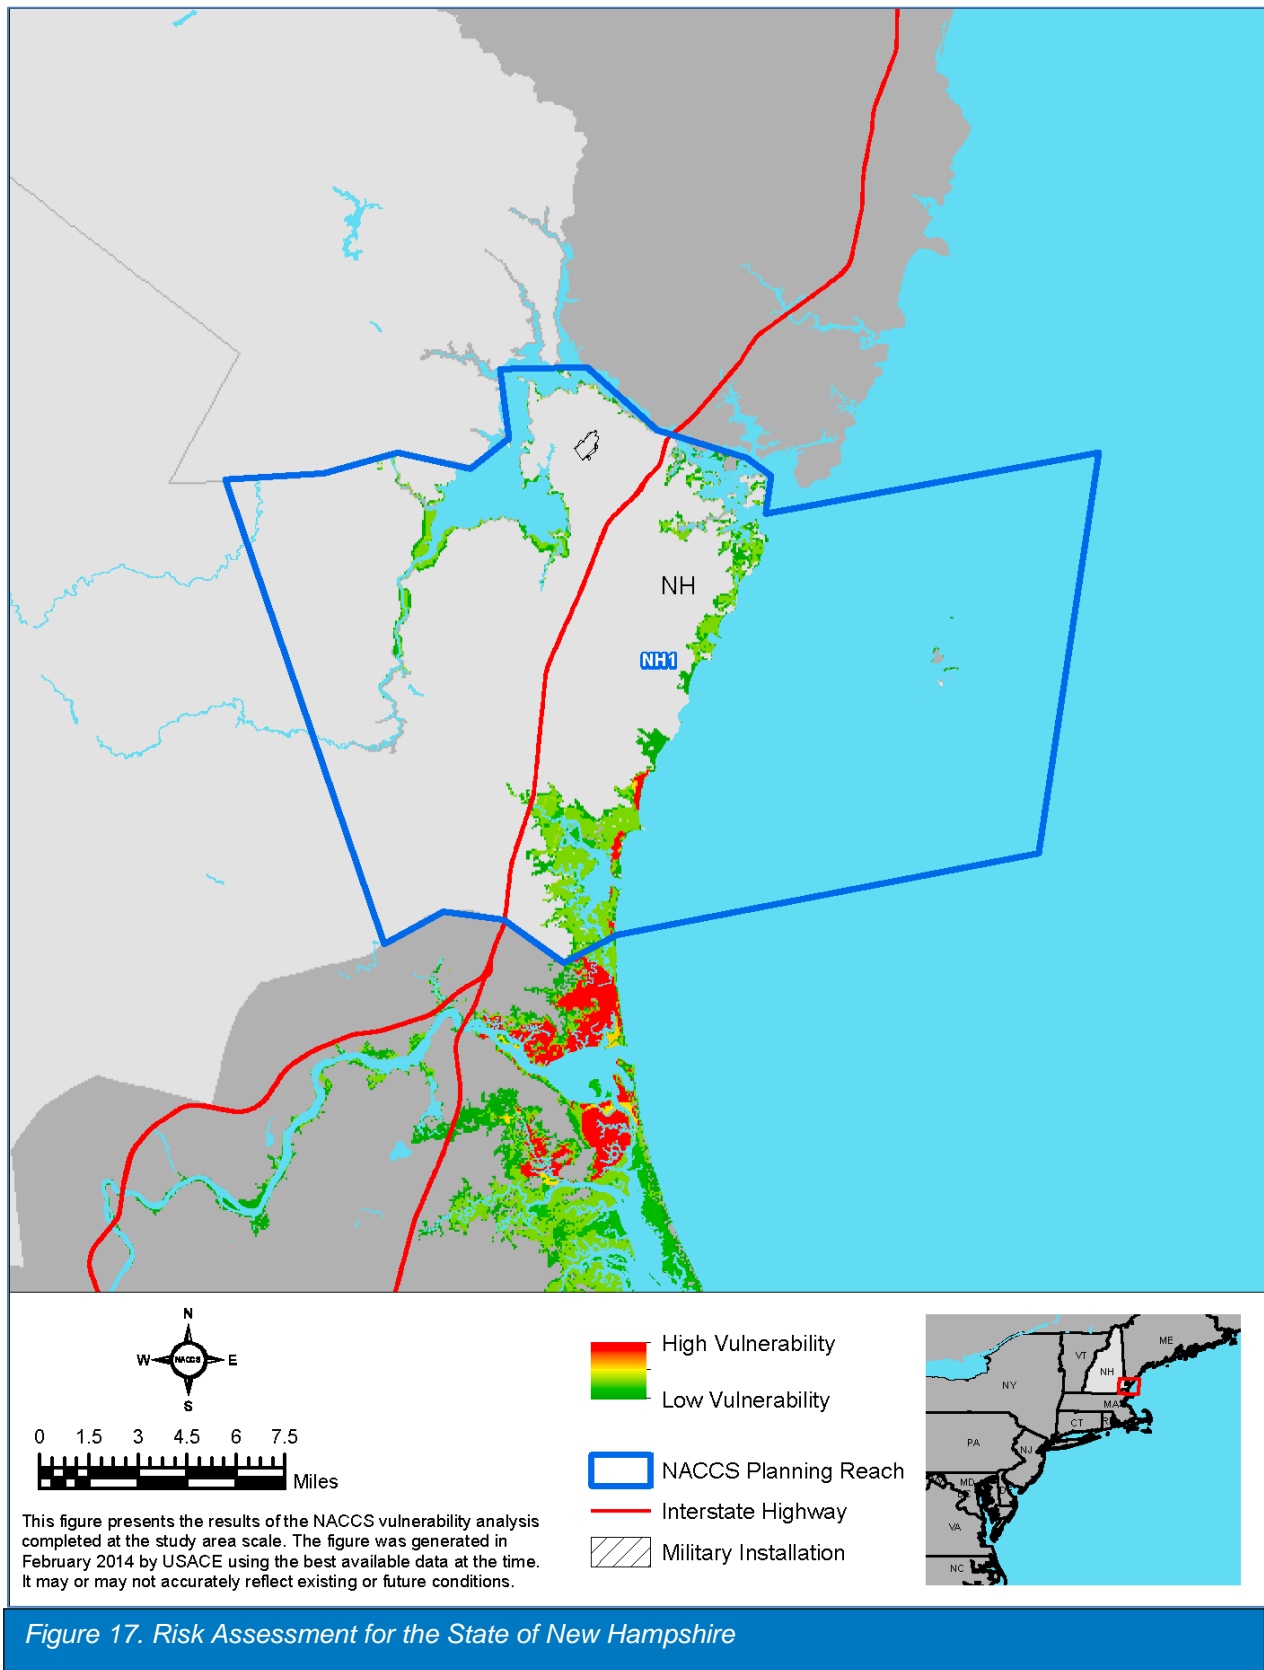 NH
NH1
N
W
NACCS
E
S
0 1.5 3 4.5 6 7.5
Miles
This figure presents the results of the NACCS vulnerability analysis
completed at the study area scale. The figure was generated in
February 2014 by USACE using the best available data at the time.
It may or may not accurately reflect existing or future conditions.
High Vulnerability
Low Vulnerability
NACCS Planning Reach
Interstate Highway
Military Installation
ME
VT
NH
NY
MA
CT
PA
NJ
MD
VA
NC
Figure 17. Risk Assessment for the State of New Hampshire